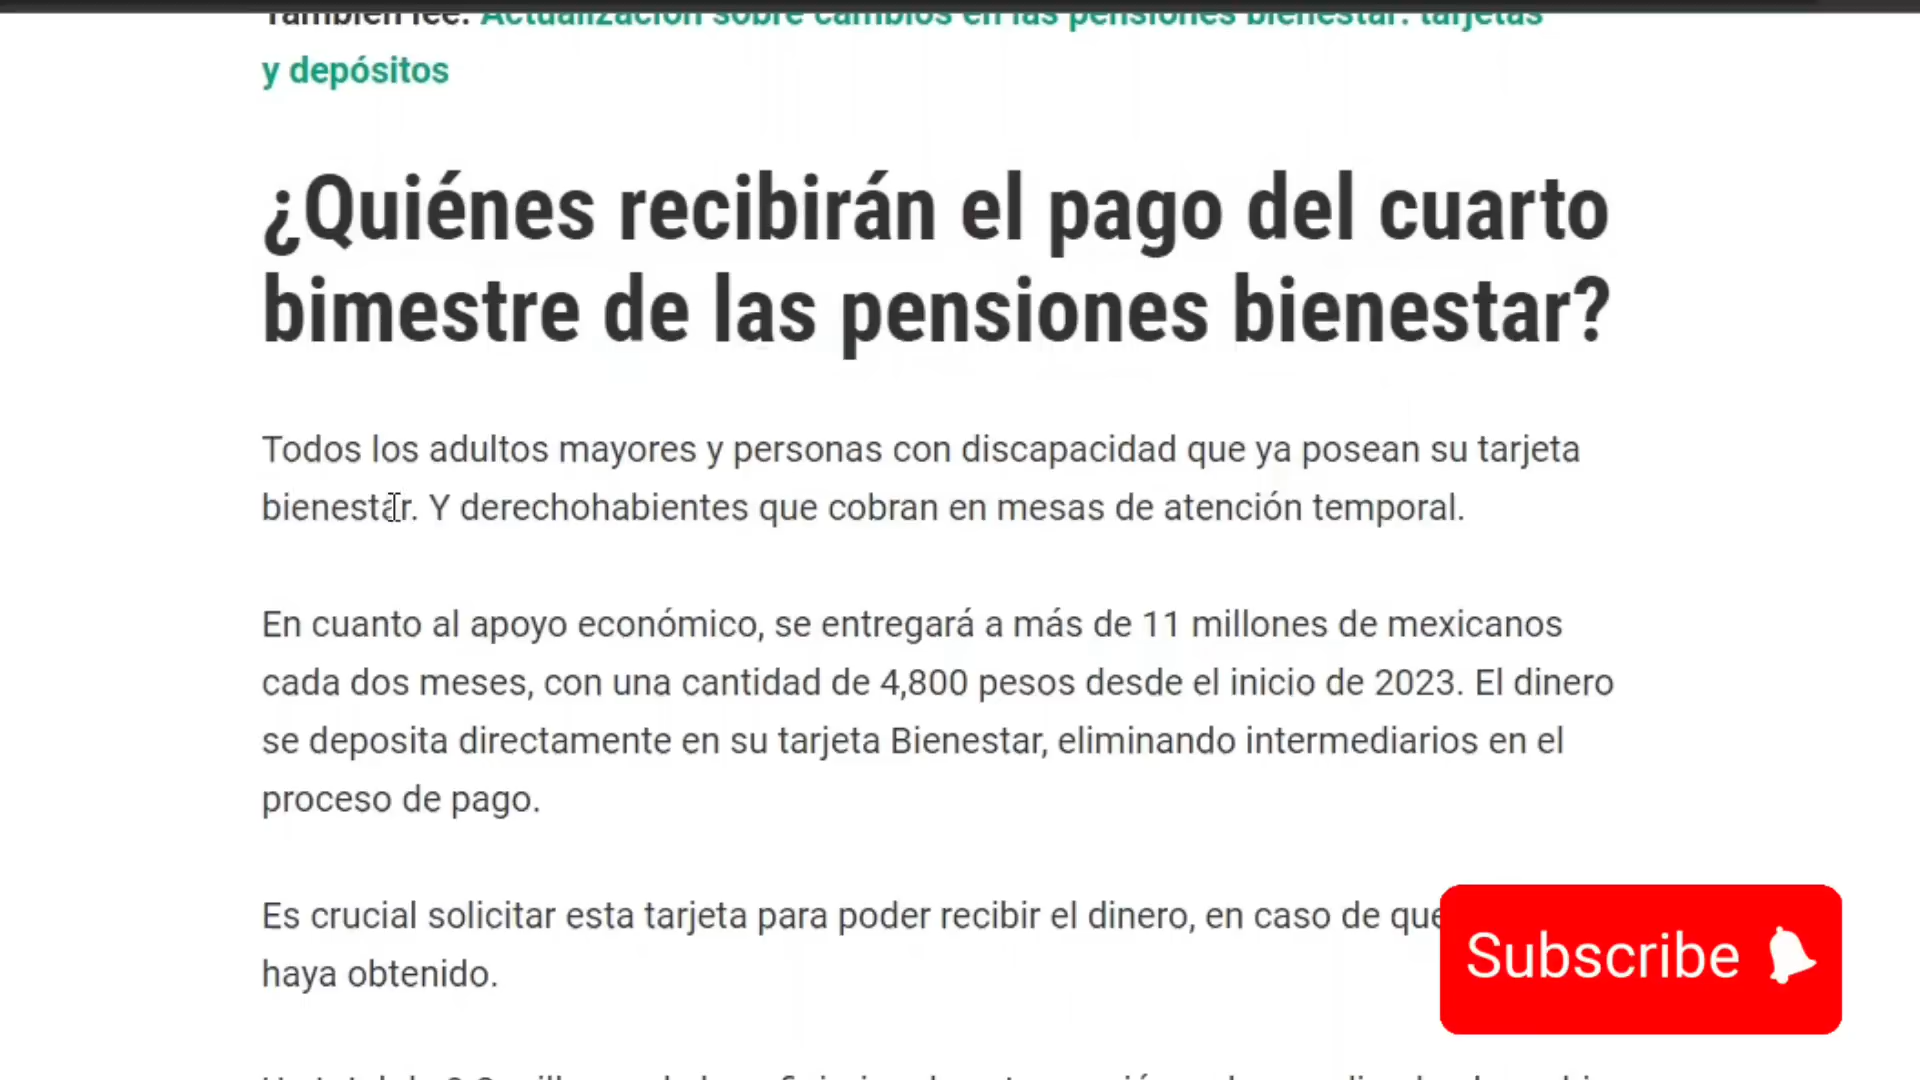 También lee: Actualización sobre cambios en las pensiones bienestar: tarjetas
y depósitos
¿Quiénes recibirán el pago del cuarto
bimestre de las pensiones bienestar?
Todos los adultos mayores y personas con discapacidad que ya posean su tarjeta
bienestar. Y derechohabientes que cobran en mesas de atención temporal.
En cuanto al apoyo económico, se entregará a más de 11 millones de mexicanos
cada dos meses, con una cantidad de 4,800 pesos desde el inicio de 2023. El dinero
se deposita directamente en su tarjeta Bienestar, eliminando intermediarios en el
proceso de pago.
Es crucial solicitar esta tarjeta para poder recibir el dinero, en caso de que
haya obtenido.
Subscribe